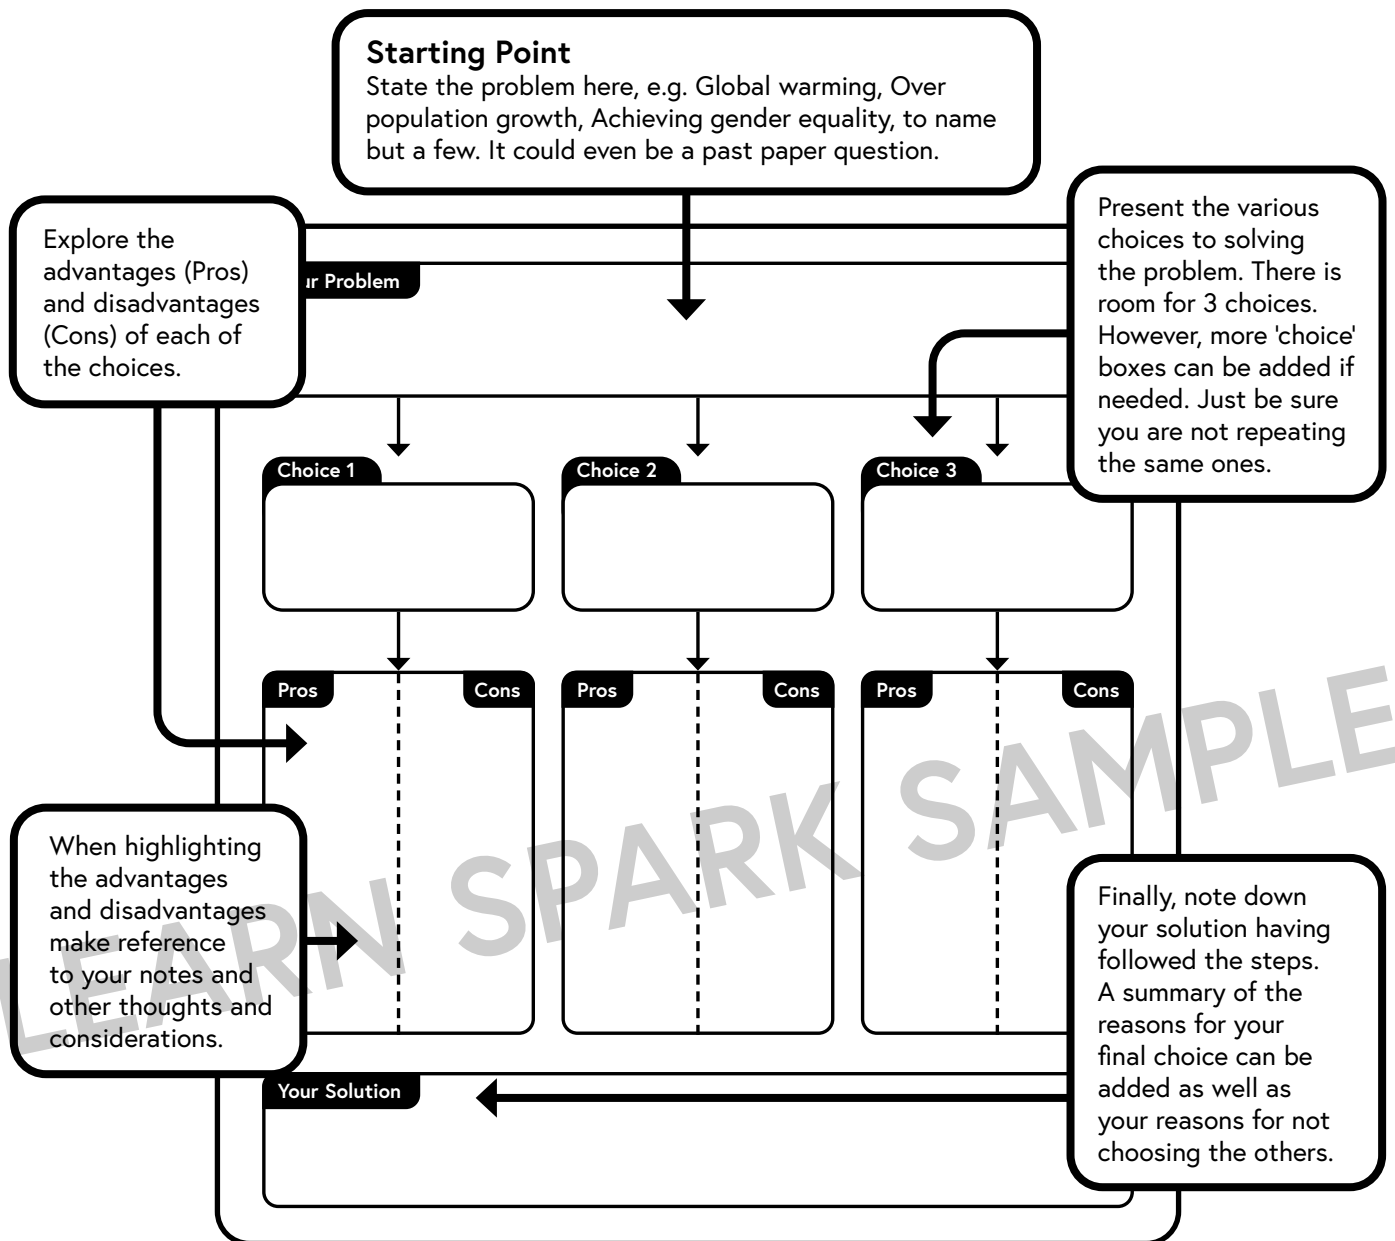 Starting Point
State the problem here, e.g. Global warming, Over
population growth, Achieving gender equality, to name
but a few. It could even be a past paper question.
Explore the
advantages (Pros)
and disadvantages
(Cons) of each of
the choices.
Present the various
choices to solving
the problem. There is
room for 3 choices.
However, more 'choice'
boxes can be added if
needed. Just be sure
you are not repeating
the same ones.
ur Problem
Choice 1
Choice 2
Choice 3
Pros
Cons
Pros
Cons
Pros
Cons
When highlighting
the advantages
and disadvantages
make reference
to your notes and
other thoughts and
considerations.
Finally, note down
your solution having
followed the steps.
A summary of the
reasons for your
final choice can be
added as well as
your reasons for not
choosing the others.
Your Solution
LEARN SPARK SAMPLE